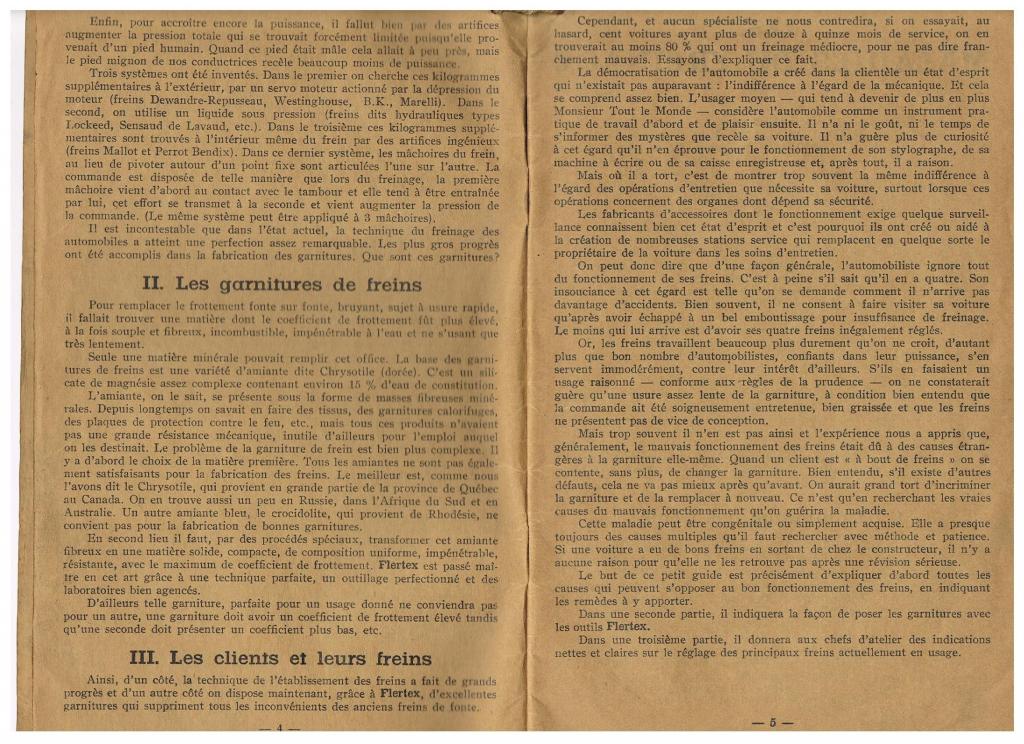 Enfin, pour accroître encore la puissance, il fallut bien par des artifices
augmenter la pression totale qui se trouvait forcément limitée puisqu'elle pro-
venait d'un pied humain. Quand ce pied était mâle cela allait à peu près, mais
le pied mignon de nos conductrices recèle beaucoup moins de puissance.
Trois systèmes ont été inventés. Dans le premier on cherche ces kilogrammes
supplémentaires à l'extérieur, par un servo moteur actionné par la dépression du
moteur (freins Dewandre-Repusseau, Westinghouse, B.K., Marelli). Dans le
second, on utilise un liquide sous pression (freins dits hydrauliques types
Lockeed, Sensaud de Lavaud, etc.). Dans le troisième ces kilogrammes supplé-
mentaires sont trouvés à l'intérieur même du frein par des artifices ingénieux
(freins Mallot et Perrot Bendix). Dans ce dernier système, les mâchoires du frein,
au lieu de pivoter autour d'un point fixe sont articulées l'une sur l'autre. La
commande est disposée de telle manière que lors du freinage, la première
mâchoire vient d'abord au contact avec le tambour et elle tend à être entraînée
par lui, cet effort se transmet à la seconde et vient augmenter la pression de
la commande. (Le même système peut être appliqué à 3 mâchoires).
Il est incontestable que dans l'état actuel, la technique du freinage des
automobiles a atteint une perfection assez remarquable. Les plus gros progrès
ont été accomplis dans la fabrication des garnitures. Que sont ces garnitures?
II. Les garnitures de freins
Pour remplacer le frottement fonte sur fonte, bruyant, sujet à usure rapide,
il fallait trouver une matière dont le coefficient de frottement fût plus élevé,
à la fois souple et fibreux, incombustible, impénétrable à l'eau et ne s'usant que
très lentement.
Seule une matière minérale pouvait remplir cet office. La base des garni-
tures de freins est une variété d'amiante dite Chrysotile (dorée). C'est un sili-
cate de magnésie assez complexe contenant environ 15 % d'eau de constitution.
L'amiante, on le sait, se présente sous la forme de masses fibreuses miné-
rales. Depuis longtemps on savait en faire des tissus, des garnitures calorifuges,
des plaques de protection contre le feu, etc., mais tous ces produits n'avaient
pas une grande résistance mécanique, inutile d'ailleurs pour l'emploi auquel
on les destinait. Le problème de la garniture de frein est bien plus complexe. Il
y a d'abord le choix de la matière première. Tous les amiantes ne sont pas égale-
ment satisfaisants pour la fabrication des freins. Le meilleur est, comme nous
l'avons dit le Chrysotile, qui provient en grande partie de la province de Québec
au Canada. On en trouve aussi un peu en Russie, dans l'Afrique du Sud et en
Australie. Un autre amiante bleu, le crocidolite, qui provient de Rhodésie, ne
convient pas pour la fabrication de bonnes garnitures.
En second lieu il faut, par des procédés spéciaux, transformer cet amiante
fibreux en une matière solide, compacte, de composition uniforme, impénétrable,
résistante, avec le maximum de coefficient de frottement. Flertex est passé maî-
tre en cet art grâce à une technique parfaite, un outillage perfectionné et des
laboratoires bien agencés.
D'ailleurs telle garniture, parfaite pour un usage donné ne conviendra pas
pour un autre, une garniture doit avoir un coefficient de frottement élevé tandis
qu'une seconde doit présenter un coefficient plus bas, etc.
III. Les clients et leurs freins
Ainsi, d'un côté, la technique de l'établissement des freins a fait de grands
progrès et d'un autre côté on dispose maintenant, grâce à Flertex, d'excellentes
garnitures qui suppriment tous les inconvénients des anciens freins de fonte.
— 4 —
Cependant, et aucun spécialiste ne nous contredira, si on essayait, au
hasard, cent voitures ayant plus de douze à quinze mois de service, on en
trouverait au moins 80 % qui ont un freinage médiocre, pour ne pas dire fran-
chement mauvais. Essayons d'expliquer ce fait.
La démocratisation de l'automobile a créé dans la clientèle un état d'esprit
qui n'existait pas auparavant : l'indifférence à l'égard de la mécanique. Et cela
se comprend assez bien. L'usager moyen — qui tend à devenir de plus en plus
Monsieur Tout le Monde — considère l'automobile comme un instrument pra-
tique de travail d'abord et de plaisir ensuite. Il n'a ni le goût, ni le temps de
s'informer des mystères que recèle sa voiture. Il n'a guère plus de curiosité
à cet égard qu'il n'en éprouve pour le fonctionnement de son stylographe, de sa
machine à écrire ou de sa caisse enregistreuse et, après tout, il a raison.
Mais où il a tort, c'est de montrer trop souvent la même indifférence à
l'égard des opérations d'entretien que nécessite sa voiture, surtout lorsque ces
opérations concernent des organes dont dépend sa sécurité.
Les fabricants d'accessoires dont le fonctionnement exige quelque surveil-
lance connaissent bien cet état d'esprit et c'est pourquoi ils ont créé ou aidé à
la création de nombreuses stations service qui remplacent en quelque sorte le
propriétaire de la voiture dans les soins d'entretien.
On peut donc dire que d'une façon générale, l'automobiliste ignore tout
du fonctionnement de ses freins. C'est à peine s'il sait qu'il en a quatre. Son
insouciance à cet égard est telle qu'on se demande comment il n'arrive pas
davantage d'accidents. Bien souvent, il ne consent à faire visiter sa voiture
qu'après avoir échappé à un bel emboutissage pour insuffisance de freinage.
Le moins qui lui arrive est d'avoir ses quatre freins inégalement réglés.
Or, les freins travaillent beaucoup plus durement qu'on ne croit, d'autant
plus que bon nombre d'automobilistes, confiants dans leur puissance, s'en
servent immodérément, contre leur intérêt d'ailleurs. S'ils en faisaient un
usage raisonné — conforme aux règles de la prudence — on ne constaterait
guère qu'une usure assez lente de la garniture, à condition bien entendu que
la commande ait été soigneusement entretenue, bien graissée et que les freins
ne présentent pas de vice de conception.
Mais trop souvent il n'en est pas ainsi et l'expérience nous a appris que,
généralement, le mauvais fonctionnement des freins était dû à des causes étran-
gères à la garniture elle-même. Quand un client est « à bout de freins » on se
contente, sans plus, de changer la garniture. Bien entendu, s'il existe d'autres
défauts, cela ne va pas mieux après qu'avant. On aurait grand tort d'incriminer
la garniture et de la remplacer à nouveau. Ce n'est qu'en recherchant les vraies
causes du mauvais fonctionnement qu'on guérira la maladie.
Cette maladie peut être congénitale ou simplement acquise. Elle a presque
toujours des causes multiples qu'il faut rechercher avec méthode et patience.
Si une voiture a eu de bons freins en sortant de chez le constructeur, il n'y a
aucune raison pour qu'elle ne les retrouve pas après une révision sérieuse.
Le but de ce petit guide est précisément d'expliquer d'abord toutes les
causes qui peuvent s'opposer au bon fonctionnement des freins, en indiquant
les remèdes à y apporter.
Dans une seconde partie, il indiquera la façon de poser les garnitures avec
les outils Flertex.
Dans une troisième partie, il donnera aux chefs d'atelier des indications
nettes et claires sur le réglage des principaux freins actuellement en usage.
— 5 —